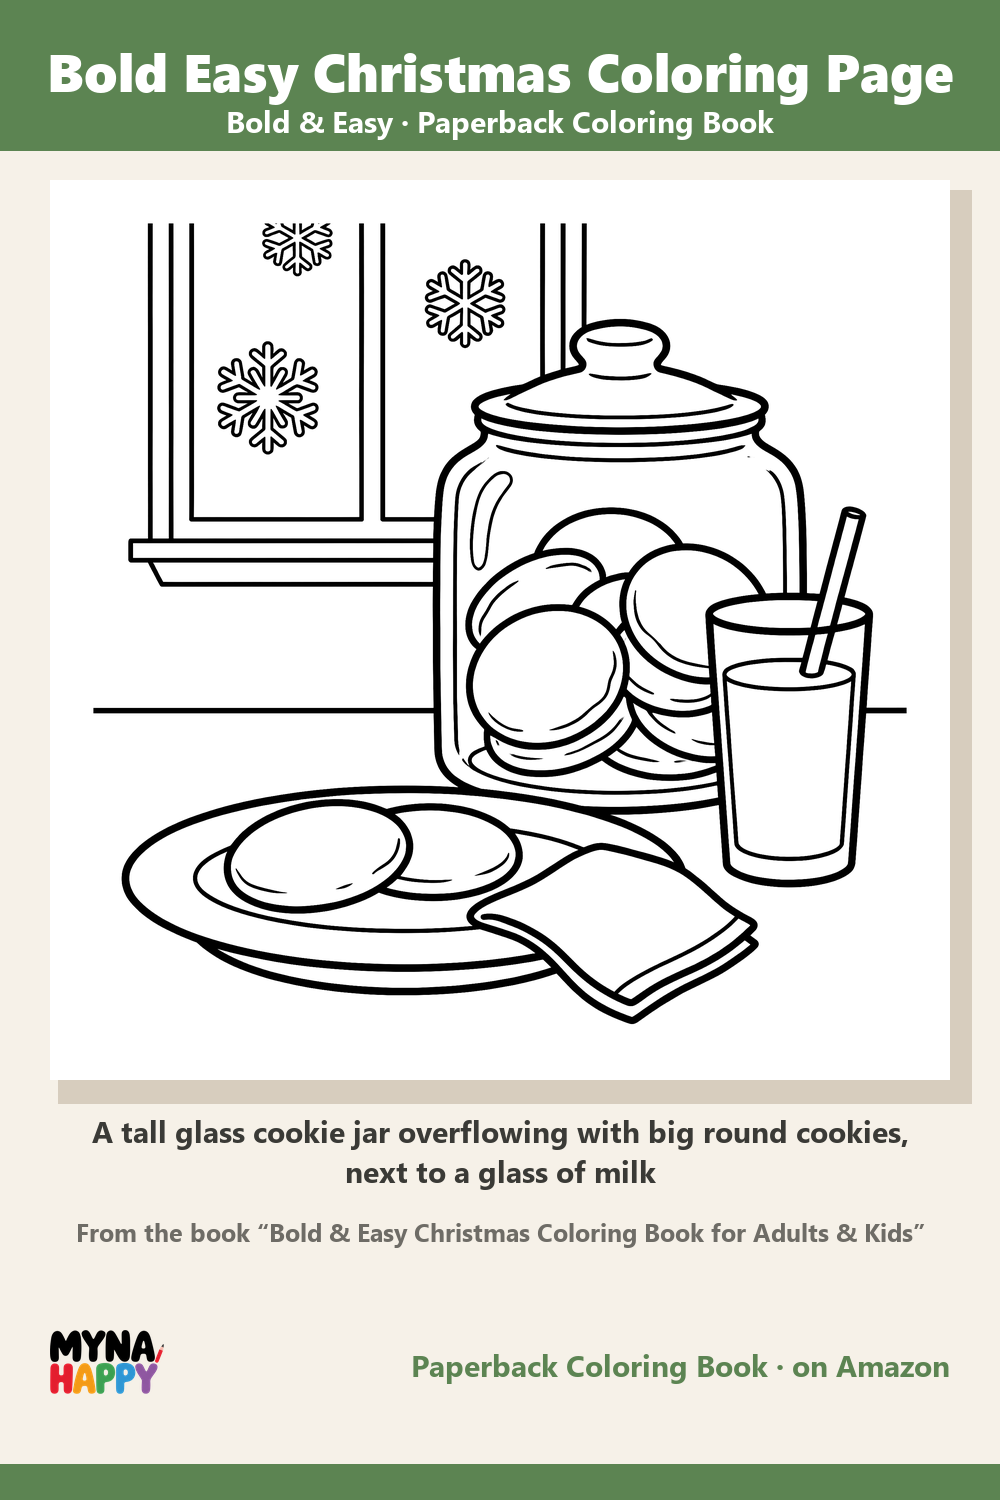 Bold Easy Christmas Coloring Page
Bold & Easy · Paperback Coloring Book
A tall glass cookie jar overflowing with big round cookies,
next to a glass of milk
From the book “Bold & Easy Christmas Coloring Book for Adults & Kids”
MYNA
HAPPY
Paperback Coloring Book · on Amazon